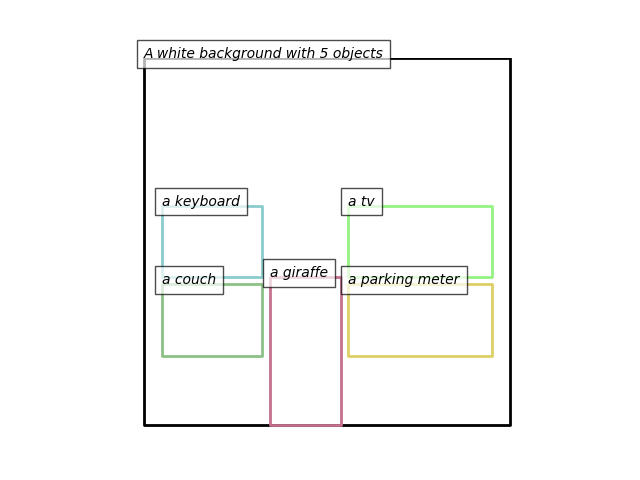 A white background with 5 objects
a keyboard
a tv
a giraffe
a couch
a parking meter